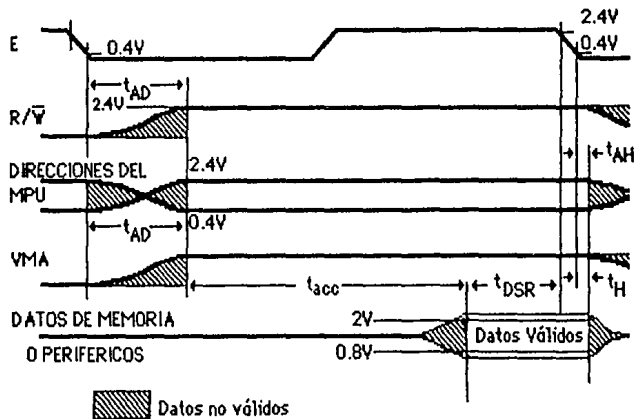 E
0.4V
2.4V
0.4V
tAD
2.4V
R/W̅
tAH
DIRECCIONES DEL
MPU
2.4V
tAD
0.4V
VMA
tacc
tDSR
tH
DATOS DE MEMORIA
O PERIFERICOS
2V
0.8V
Datos Válidos
Datos no válidos